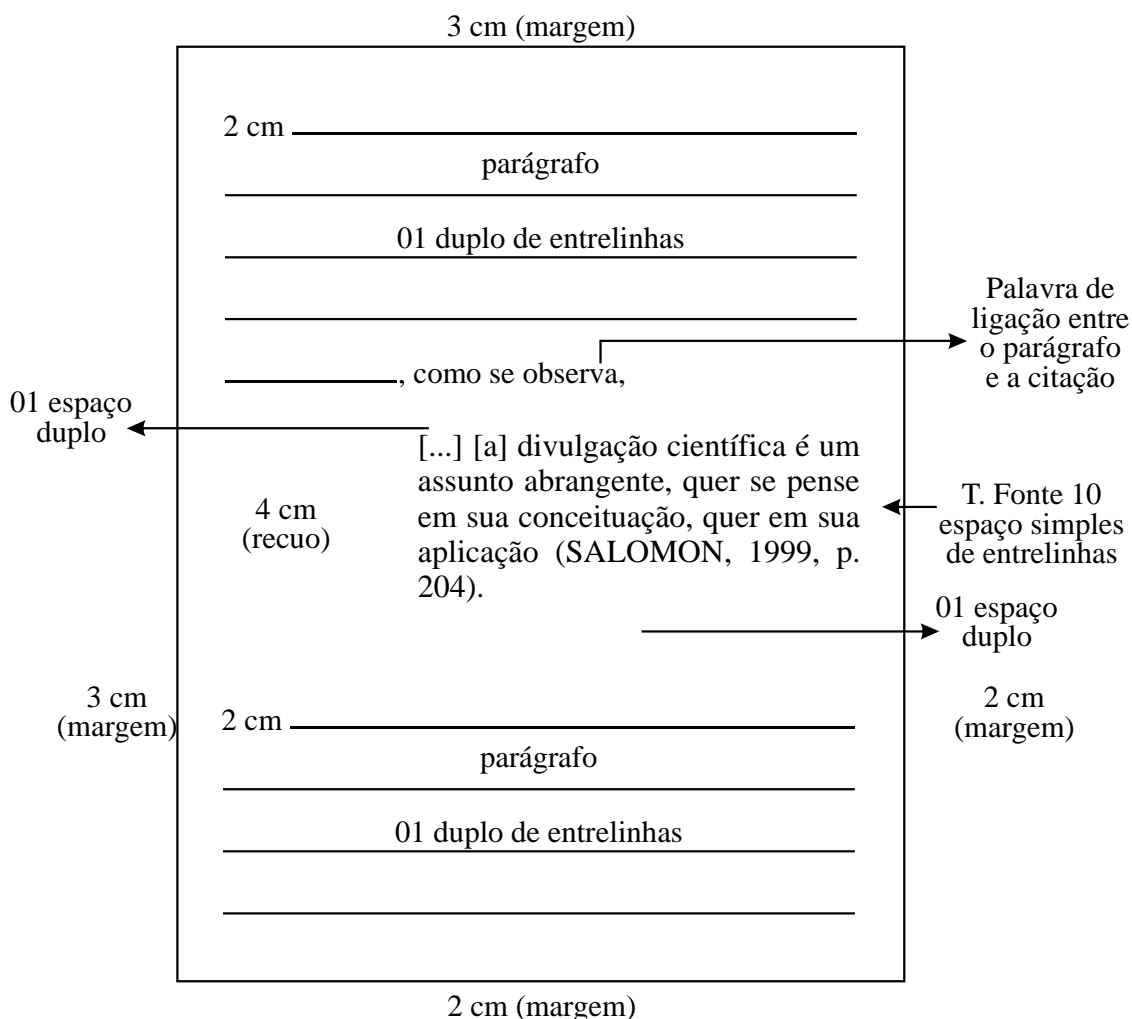 3 cm (margem)
2 cm
parágrafo
01 duplo de entrelinhas
Palavra de
ligação entre
o parágrafo
e a citação
, como se observa,
01 espaço
duplo
[...] [a] divulgação científica é um
assunto abrangente, quer se pense
em sua conceituação, quer em sua
aplicação (SALOMON, 1999, p.
204).
4 cm
(recuo)
T. Fonte 10
espaço simples
de entrelinhas
01 espaço
duplo
3 cm
(margem)
2 cm
(margem)
2 cm
parágrafo
01 duplo de entrelinhas
2 cm (margem)